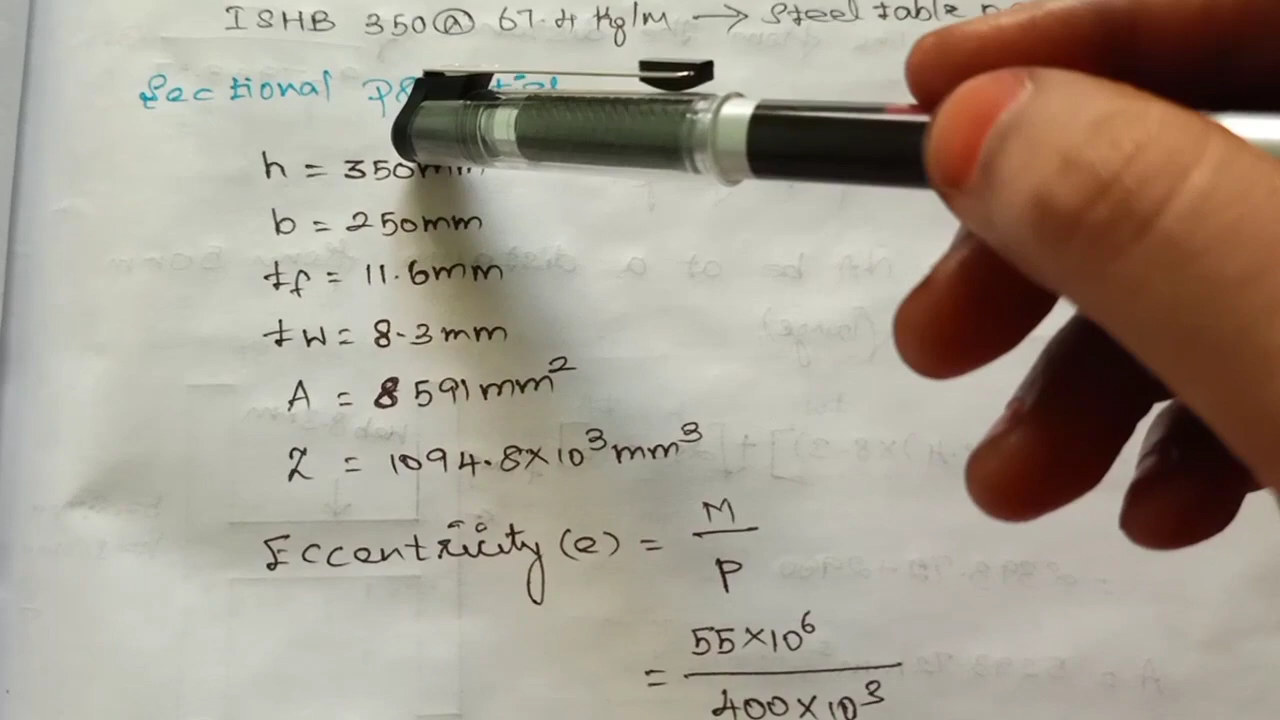 ISHB 350@ 67.4 Kg/m → Steel table
Sectional
h = 350mm
b = 250mm
tf = 11.6mm
tw = 8.3mm
A = 8591mm²
Z = 1094.8×10³mm³
Eccentricity (e) = M/P
= 55×10⁶/400×10³